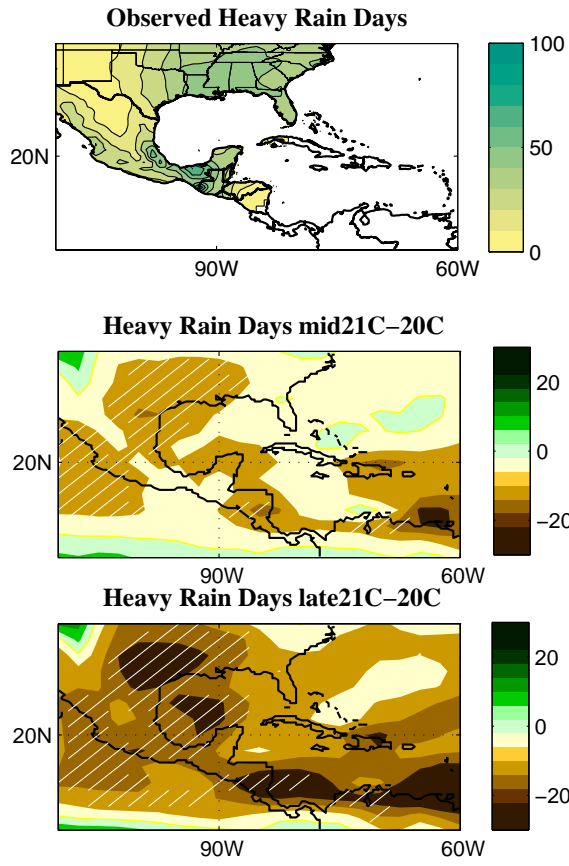 Observed Heavy Rain Days
100
50
0
20N
90W
60W
Heavy Rain Days mid21C−20C
20
0
−20
20N
90W
60W
Heavy Rain Days late21C−20C
20
0
−20
20N
90W
60W